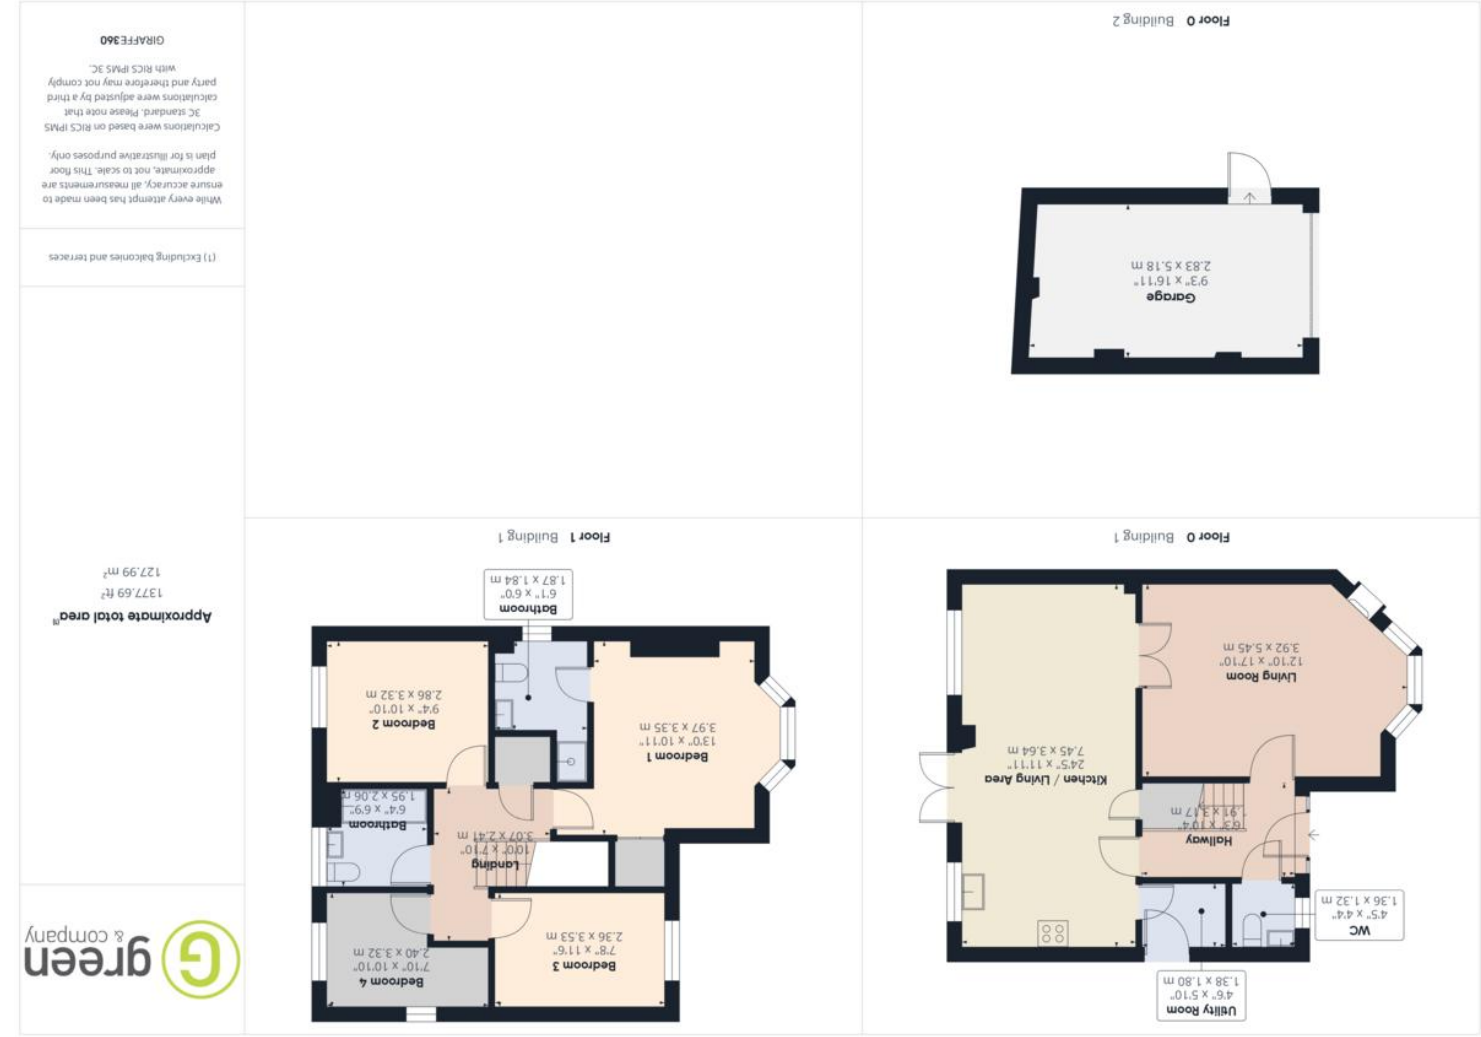 Utility Room
4'6" x 5'10"
1.38 x 1.80 m
WC
4'5" x 4'4"
1.36 x 1.32 m
Hallway
6'3" x 10'4"
1.91 x 3.17 m
Kitchen / Living Area
24'5" x 11'11"
7.45 x 3.64 m
Living Room
12'10" x 17'10"
3.92 x 5.45 m
Floor 0 Building 1
Bedroom 3
7'8" x 11'6"
2.36 x 3.53 m
Bedroom 4
7'10" x 10'10"
2.40 x 3.32 m
Landing
10'0" x 7'10"
3.07 x 2.41 m
Bathroom
6'4" x 6'9"
1.95 x 2.06 m
Bedroom 1
13'0" x 10'11"
3.97 x 3.35 m
Bedroom 2
9'4" x 10'10"
2.86 x 3.32 m
Bathroom
6'1" x 6'0"
1.87 x 1.84 m
Floor 1 Building 1
Garage
9'3" x 16'11"
2.83 x 5.18 m
Floor 0 Building 2
G green
& company
Approximate total area(1)
1377.69 ft²
127.99 m²
(1) Excluding balconies and terraces
While every attempt has been made to
ensure accuracy, all measurements are
approximate, not to scale. This floor
plan is for illustrative purposes only.
Calculations were based on RICS IPMS
3C standard. Please note that
calculations were adjusted by a third
party and therefore may not comply
with RICS IPMS 3C.
GIRAFFE360